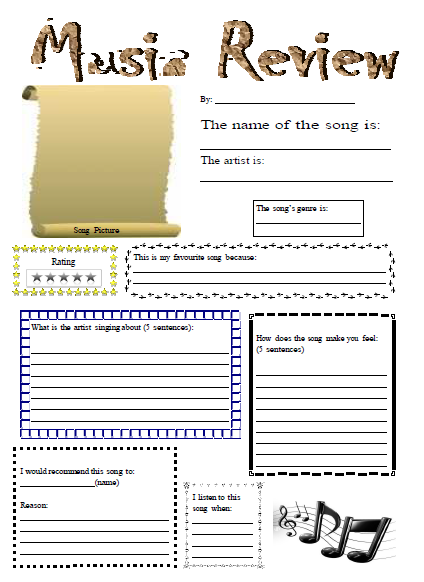 Music Review
By:
The name of the song is:
The artist is:
Song Picture
The song's genre is:
Rating
This is my favourite song because:
What is the artist singing about (5 sentences):
How does the song make you feel:
(5 sentences)
I would recommend this song to:
(name)
Reason:
I listen to this
song when: